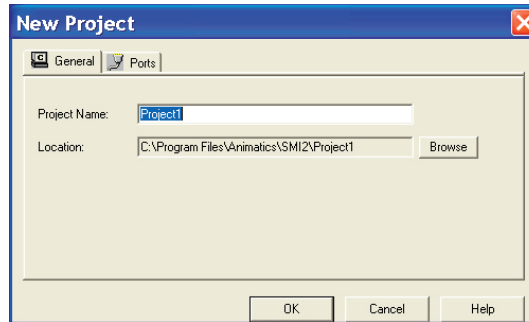 New Project
General Ports
Project Name: Project1
Location: C:\Program Files\Animatics\SMI2\Project1 Browse
OK Cancel Help